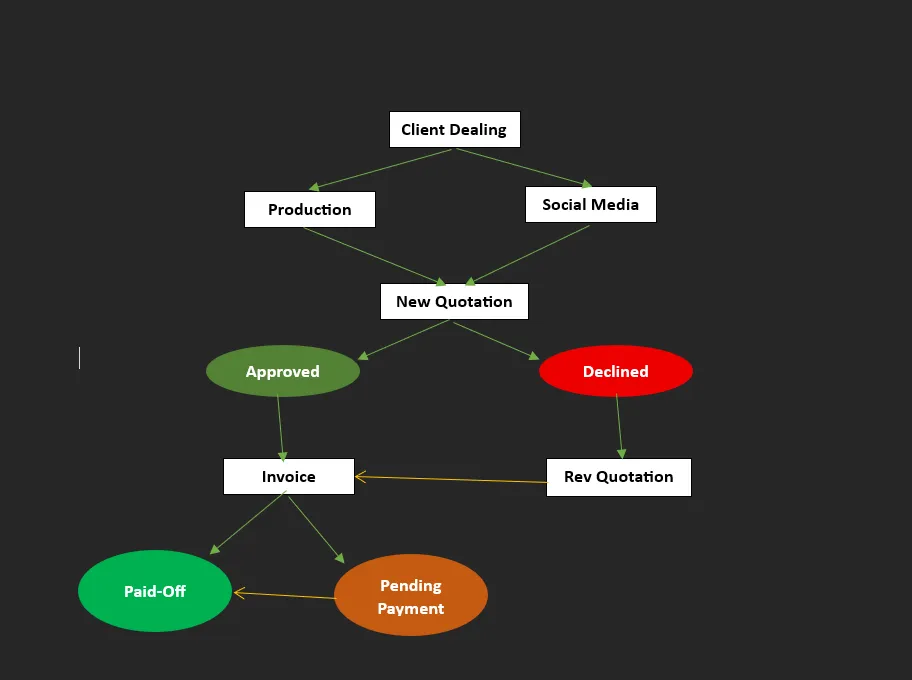 Client Dealing
Production
Social Media
New Quotation
Approved
Declined
Invoice
Rev Quotation
Paid-Off
Pending
Payment